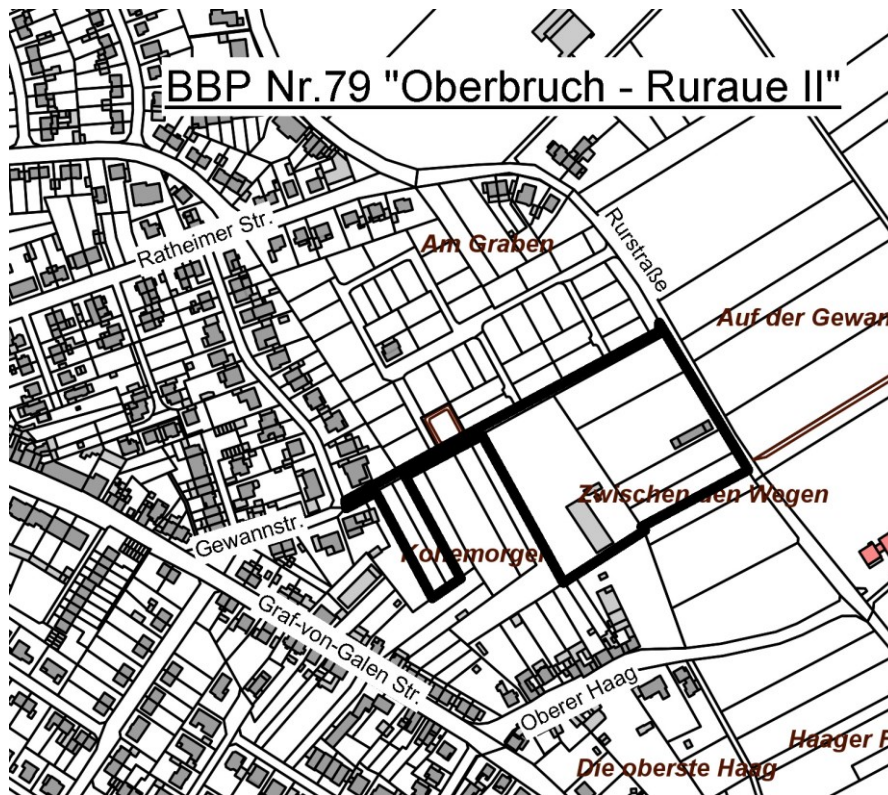 BBP Nr.79 "Oberbruch - Ruraue II"
Ratheimer Str.
Am Graben
Rurstraße
Auf der Gewan
Zwischen den Wegen
Gewannstr.
Graf-von-Galen Str.
Oberer Haag
Haager
Die oberste Haag